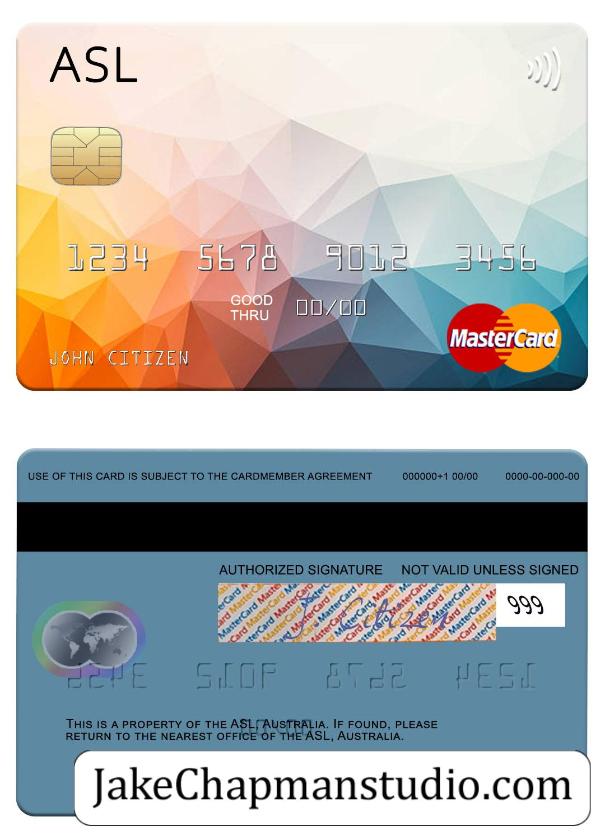 ASL
1234 5678 9012 3456
GOOD
THRU 00/00
MasterCard
JOHN CITIZEN
USE OF THIS CARD IS SUBJECT TO THE CARDMEMBER AGREEMENT 000000+1 00/00 0000-00-000-00
AUTHORIZED SIGNATURE NOT VALID UNLESS SIGNED
J. Citizen 999
THIS IS A PROPERTY OF THE ASL, AUSTRALIA. IF FOUND, PLEASE
RETURN TO THE NEAREST OFFICE OF THE ASL, AUSTRALIA.
JakeChapmanstudio.com